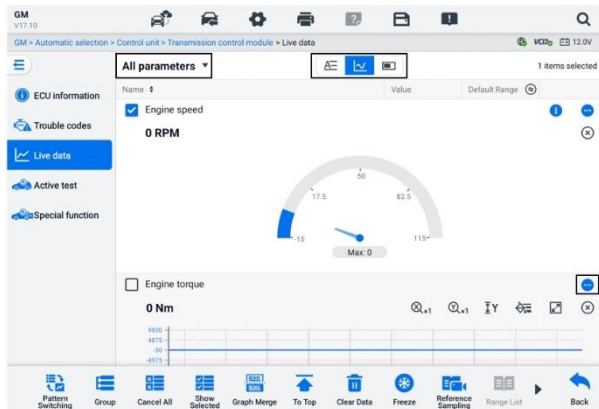 GM
V17.10
GM > Automatic selection > Control unit > Transmission control module > Live data
VCI 12.0V
All parameters
A
1 items selected
Name Value Default Range
ECU information
Trouble codes
Live data
Active test
Special function
Engine speed
0 RPM
50
17.5 82.5
-15 115
Max: 0
Engine torque
0 Nm
X x1 Y x1 Y
9800
4875
-50
-4975
Pattern Switching
Group
Cancel All
Show Selected
Graph Merge
To Top
Clear Data
Freeze
Reference Sampling
Range List
Back